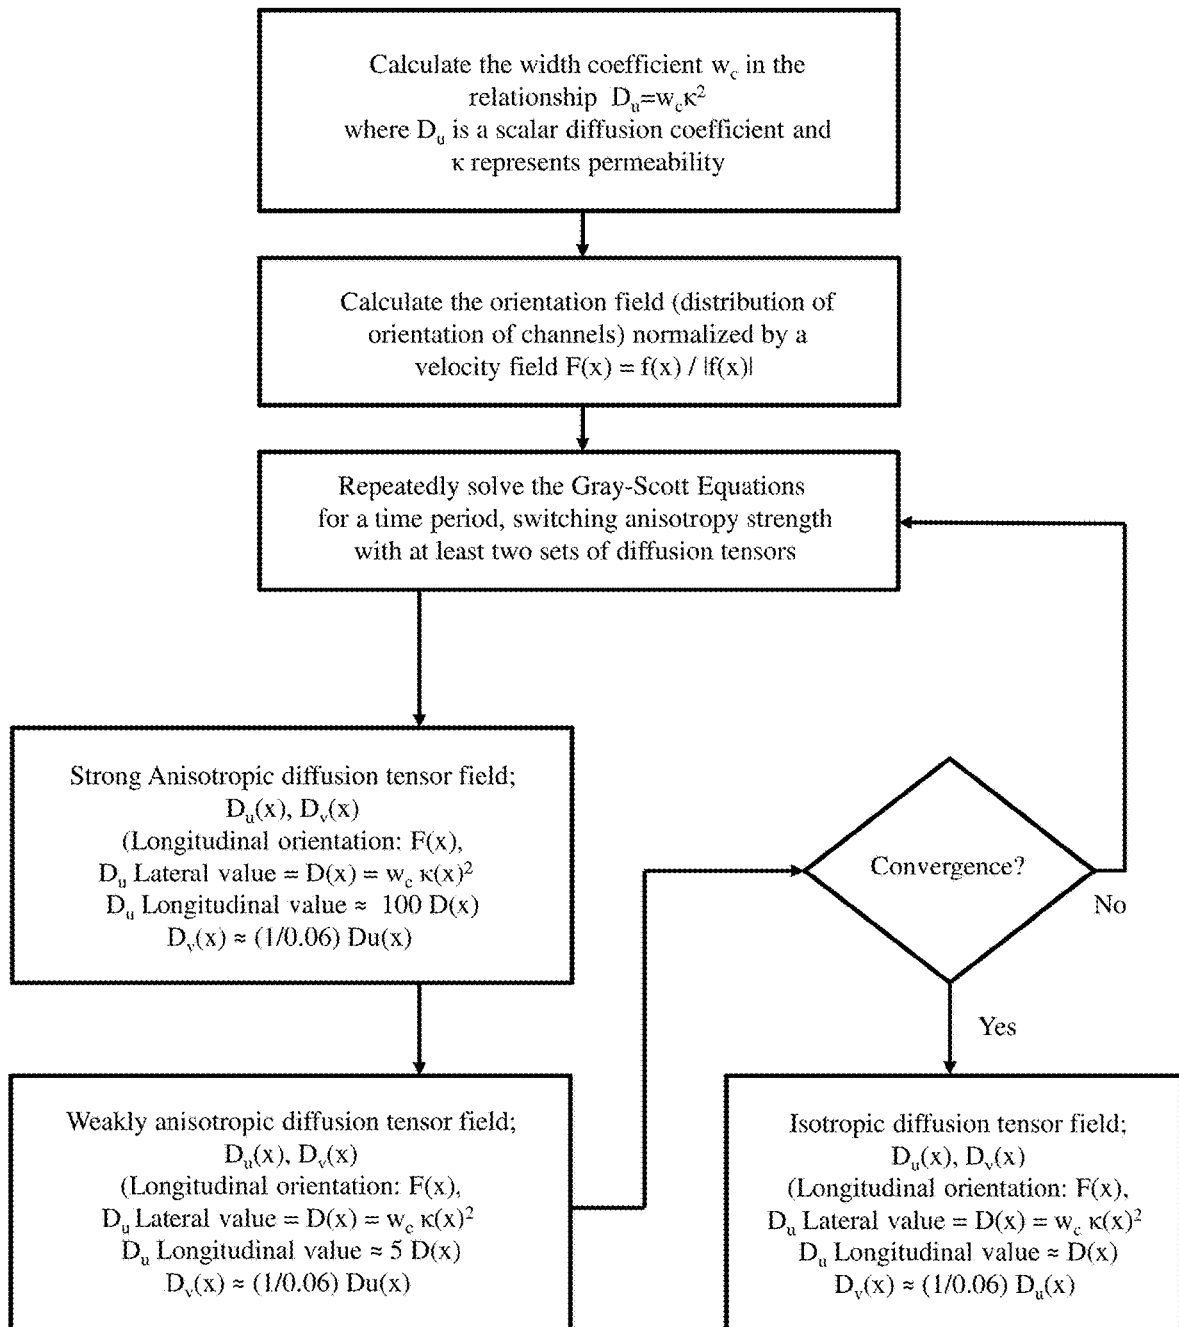 Calculate the width coefficient w_c in the
relationship D_u=w_cκ²
where D_u is a scalar diffusion coefficient and
κ represents permeability
Calculate the orientation field (distribution of
orientation of channels) normalized by a
velocity field F(x) = f(x) / |f(x)|
Repeatedly solve the Gray-Scott Equations
for a time period, switching anisotropy strength
with at least two sets of diffusion tensors
Strong Anisotropic diffusion tensor field;
D_u(x), D_v(x)
(Longitudinal orientation: F(x),
D_u Lateral value = D(x) = w_c κ(x)²
D_u Longitudinal value ≈ 100 D(x)
D_v(x) ≈ (1/0.06) Du(x)
Convergence?
No
Yes
Weakly anisotropic diffusion tensor field;
D_u(x), D_v(x)
(Longitudinal orientation: F(x),
D_u Lateral value = D(x) = w_c κ(x)²
D_u Longitudinal value ≈ 5 D(x)
D_v(x) ≈ (1/0.06) Du(x)
Isotropic diffusion tensor field;
D_u(x), D_v(x)
(Longitudinal orientation: F(x),
D_u Lateral value = D(x) = w_c κ(x)²
D_u Longitudinal value ≈ D(x)
D_v(x) ≈ (1/0.06) D_u(x)